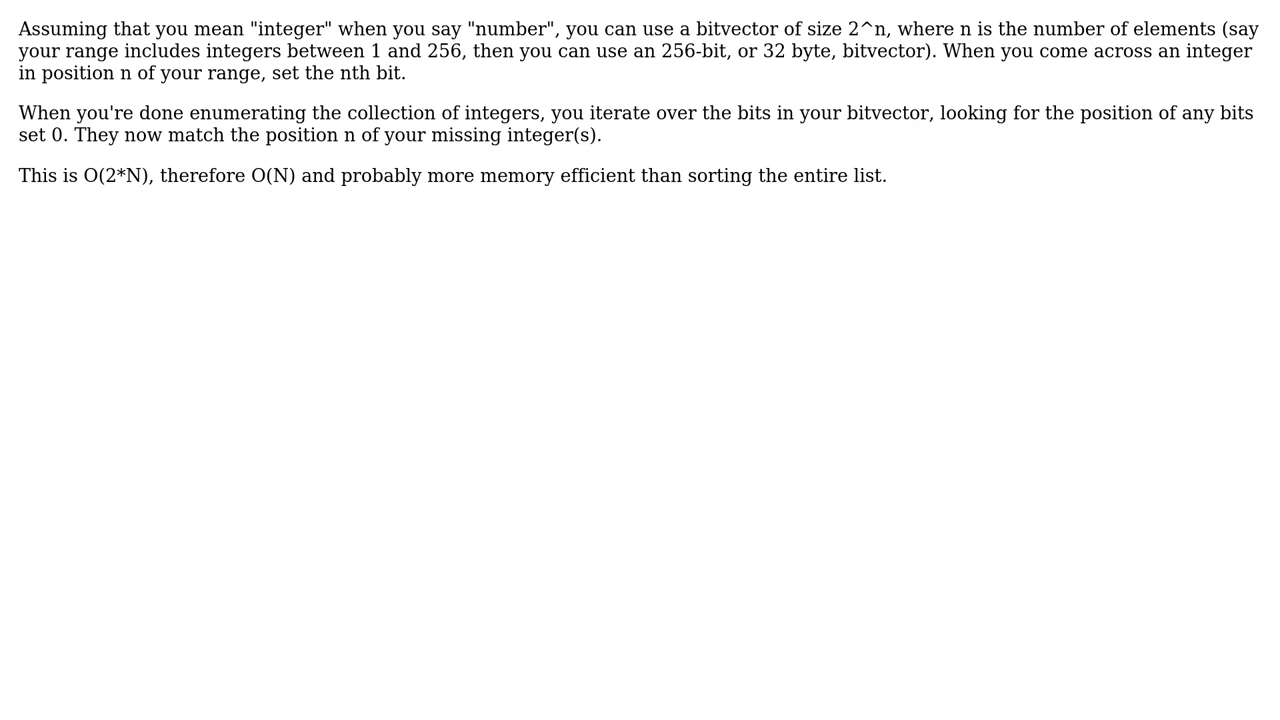 Assuming that you mean "integer" when you say "number", you can use a bitvector of size 2^n, where n is the number of elements (say
your range includes integers between 1 and 256, then you can use an 256-bit, or 32 byte, bitvector). When you come across an integer
in position n of your range, set the nth bit.
When you're done enumerating the collection of integers, you iterate over the bits in your bitvector, looking for the position of any bits
set 0. They now match the position n of your missing integer(s).
This is O(2*N), therefore O(N) and probably more memory efficient than sorting the entire list.